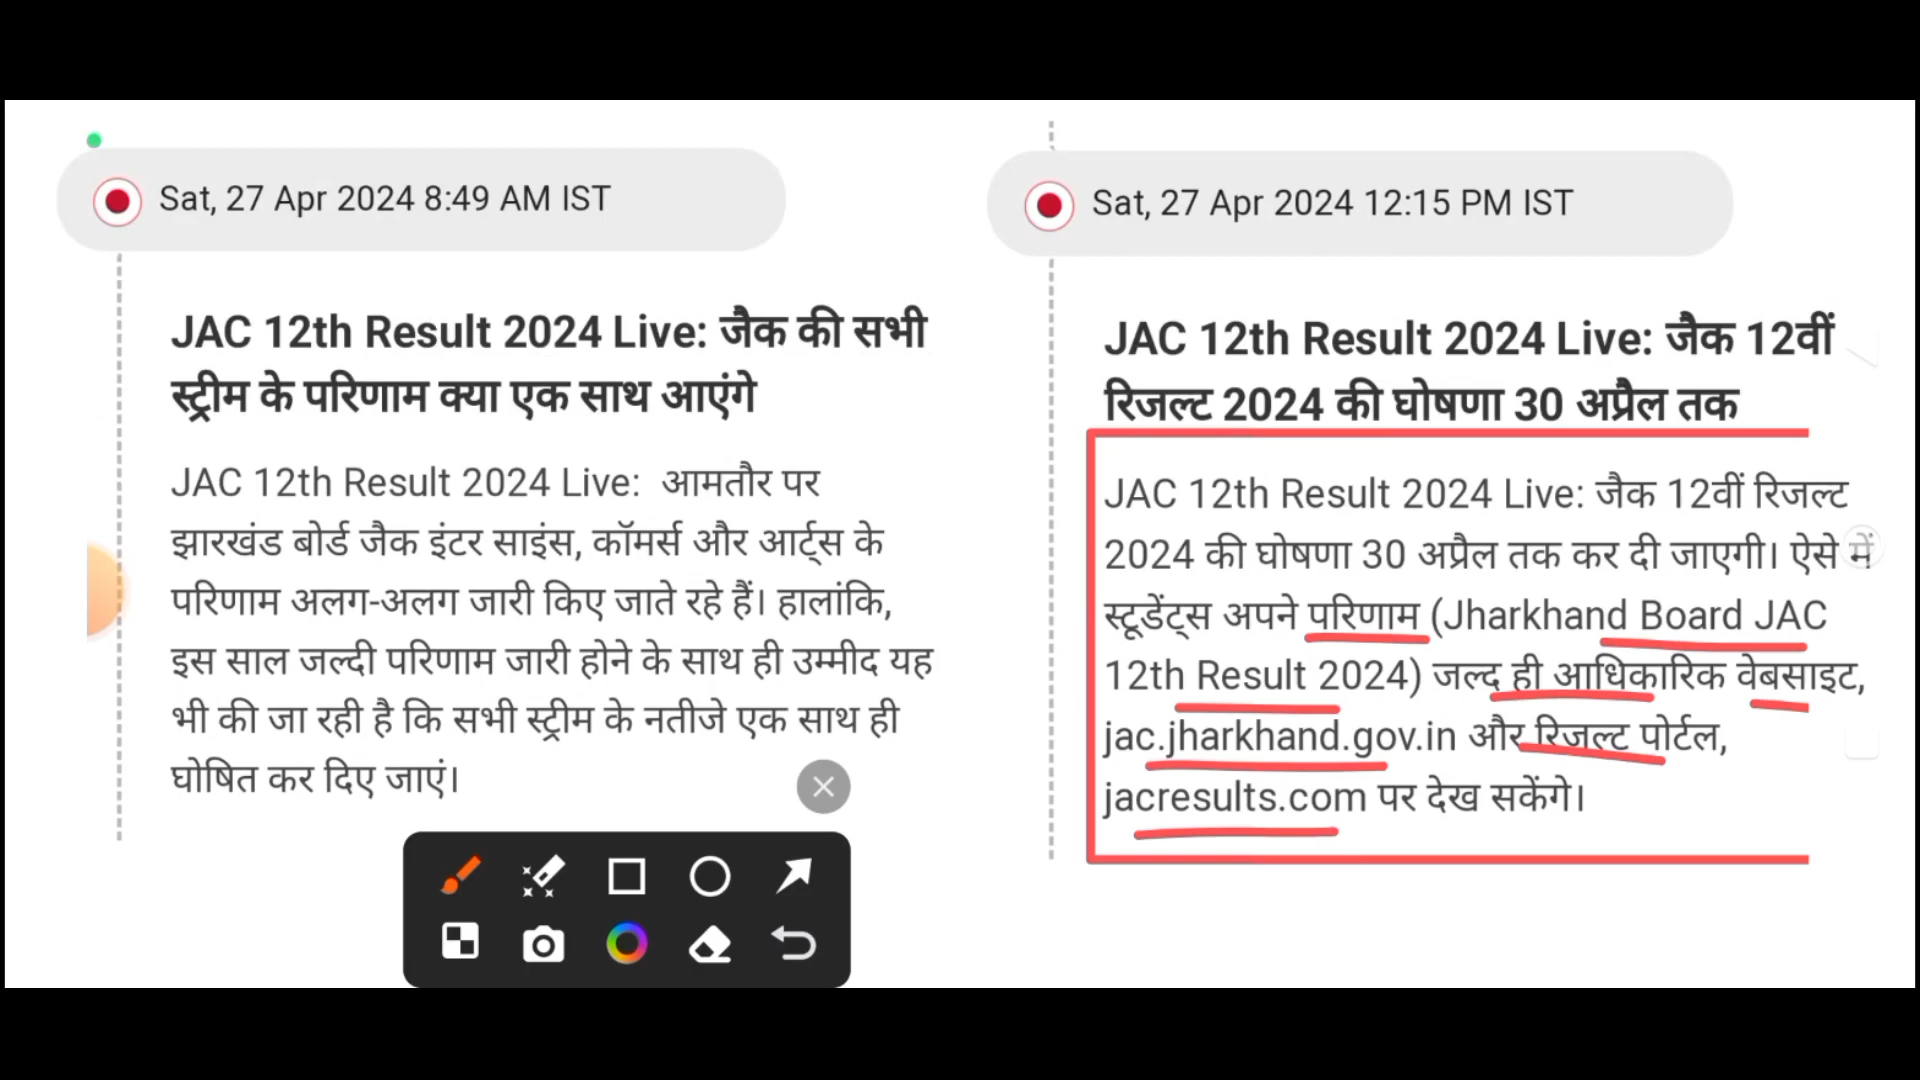 Sat, 27 Apr 2024 8:49 AM IST
JAC 12th Result 2024 Live: जैक की सभी
स्ट्रीम के परिणाम क्या एक साथ आएंगे
JAC 12th Result 2024 Live: आमतौर पर
झारखंड बोर्ड जैक इंटर साइंस, कॉमर्स और आर्ट्स के
परिणाम अलग-अलग जारी किए जाते रहे हैं। हालांकि,
इस साल जल्दी परिणाम जारी होने के साथ ही उम्मीद यह
भी की जा रही है कि सभी स्ट्रीम के नतीजे एक साथ ही
घोषित कर दिए जाएं।
Sat, 27 Apr 2024 12:15 PM IST
JAC 12th Result 2024 Live: जैक 12वीं
रिजल्ट 2024 की घोषणा 30 अप्रैल तक
JAC 12th Result 2024 Live: जैक 12वीं रिजल्ट
2024 की घोषणा 30 अप्रैल तक कर दी जाएगी। ऐसे में
स्टूडेंट्स अपने परिणाम (Jharkhand Board JAC
12th Result 2024) जल्द ही आधिकारिक वेबसाइट,
jac.jharkhand.gov.in और रिजल्ट पोर्टल,
jacresults.com पर देख सकेंगे।